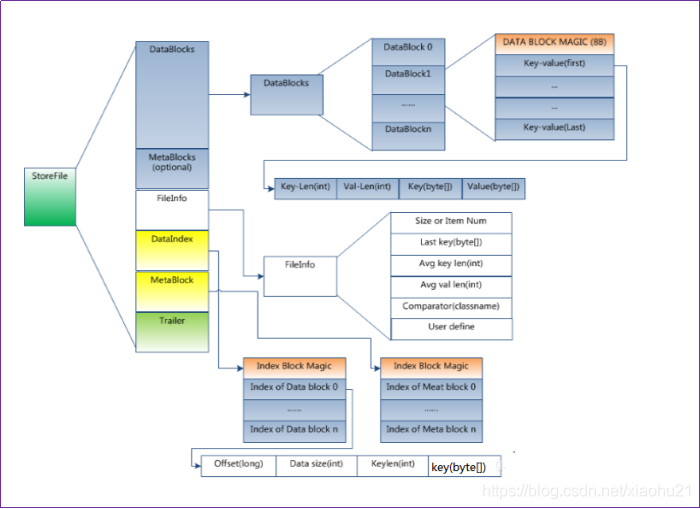 StoreFile
DataBlocks
MetaBlocks
(optional)
FileInfo
DataIndex
MetaBlock
Trailer
DataBlocks
DataBlock 0
DataBlock1
......
DataBlockn
DATA BLOCK MAGIC (8B)
Key-value(first)
...
...
Key-value(Last)
Key-Len(int)
Val-Len(int)
Key(byte[])
Value(byte[])
FileInfo
Size or Item Num
Last key(byte[])
Avg key len(int)
Avg val len(int)
Comparator(classname)
User define
Index Block Magic
Index of Data block 0
......
Index of Data block n
Index Block Magic
Index of Meat block 0
......
Index of Meta block n
Offset(long)
Data size(int)
Keylen(int)
key(byte[])
https://blog.csdn.net/xiaohu21